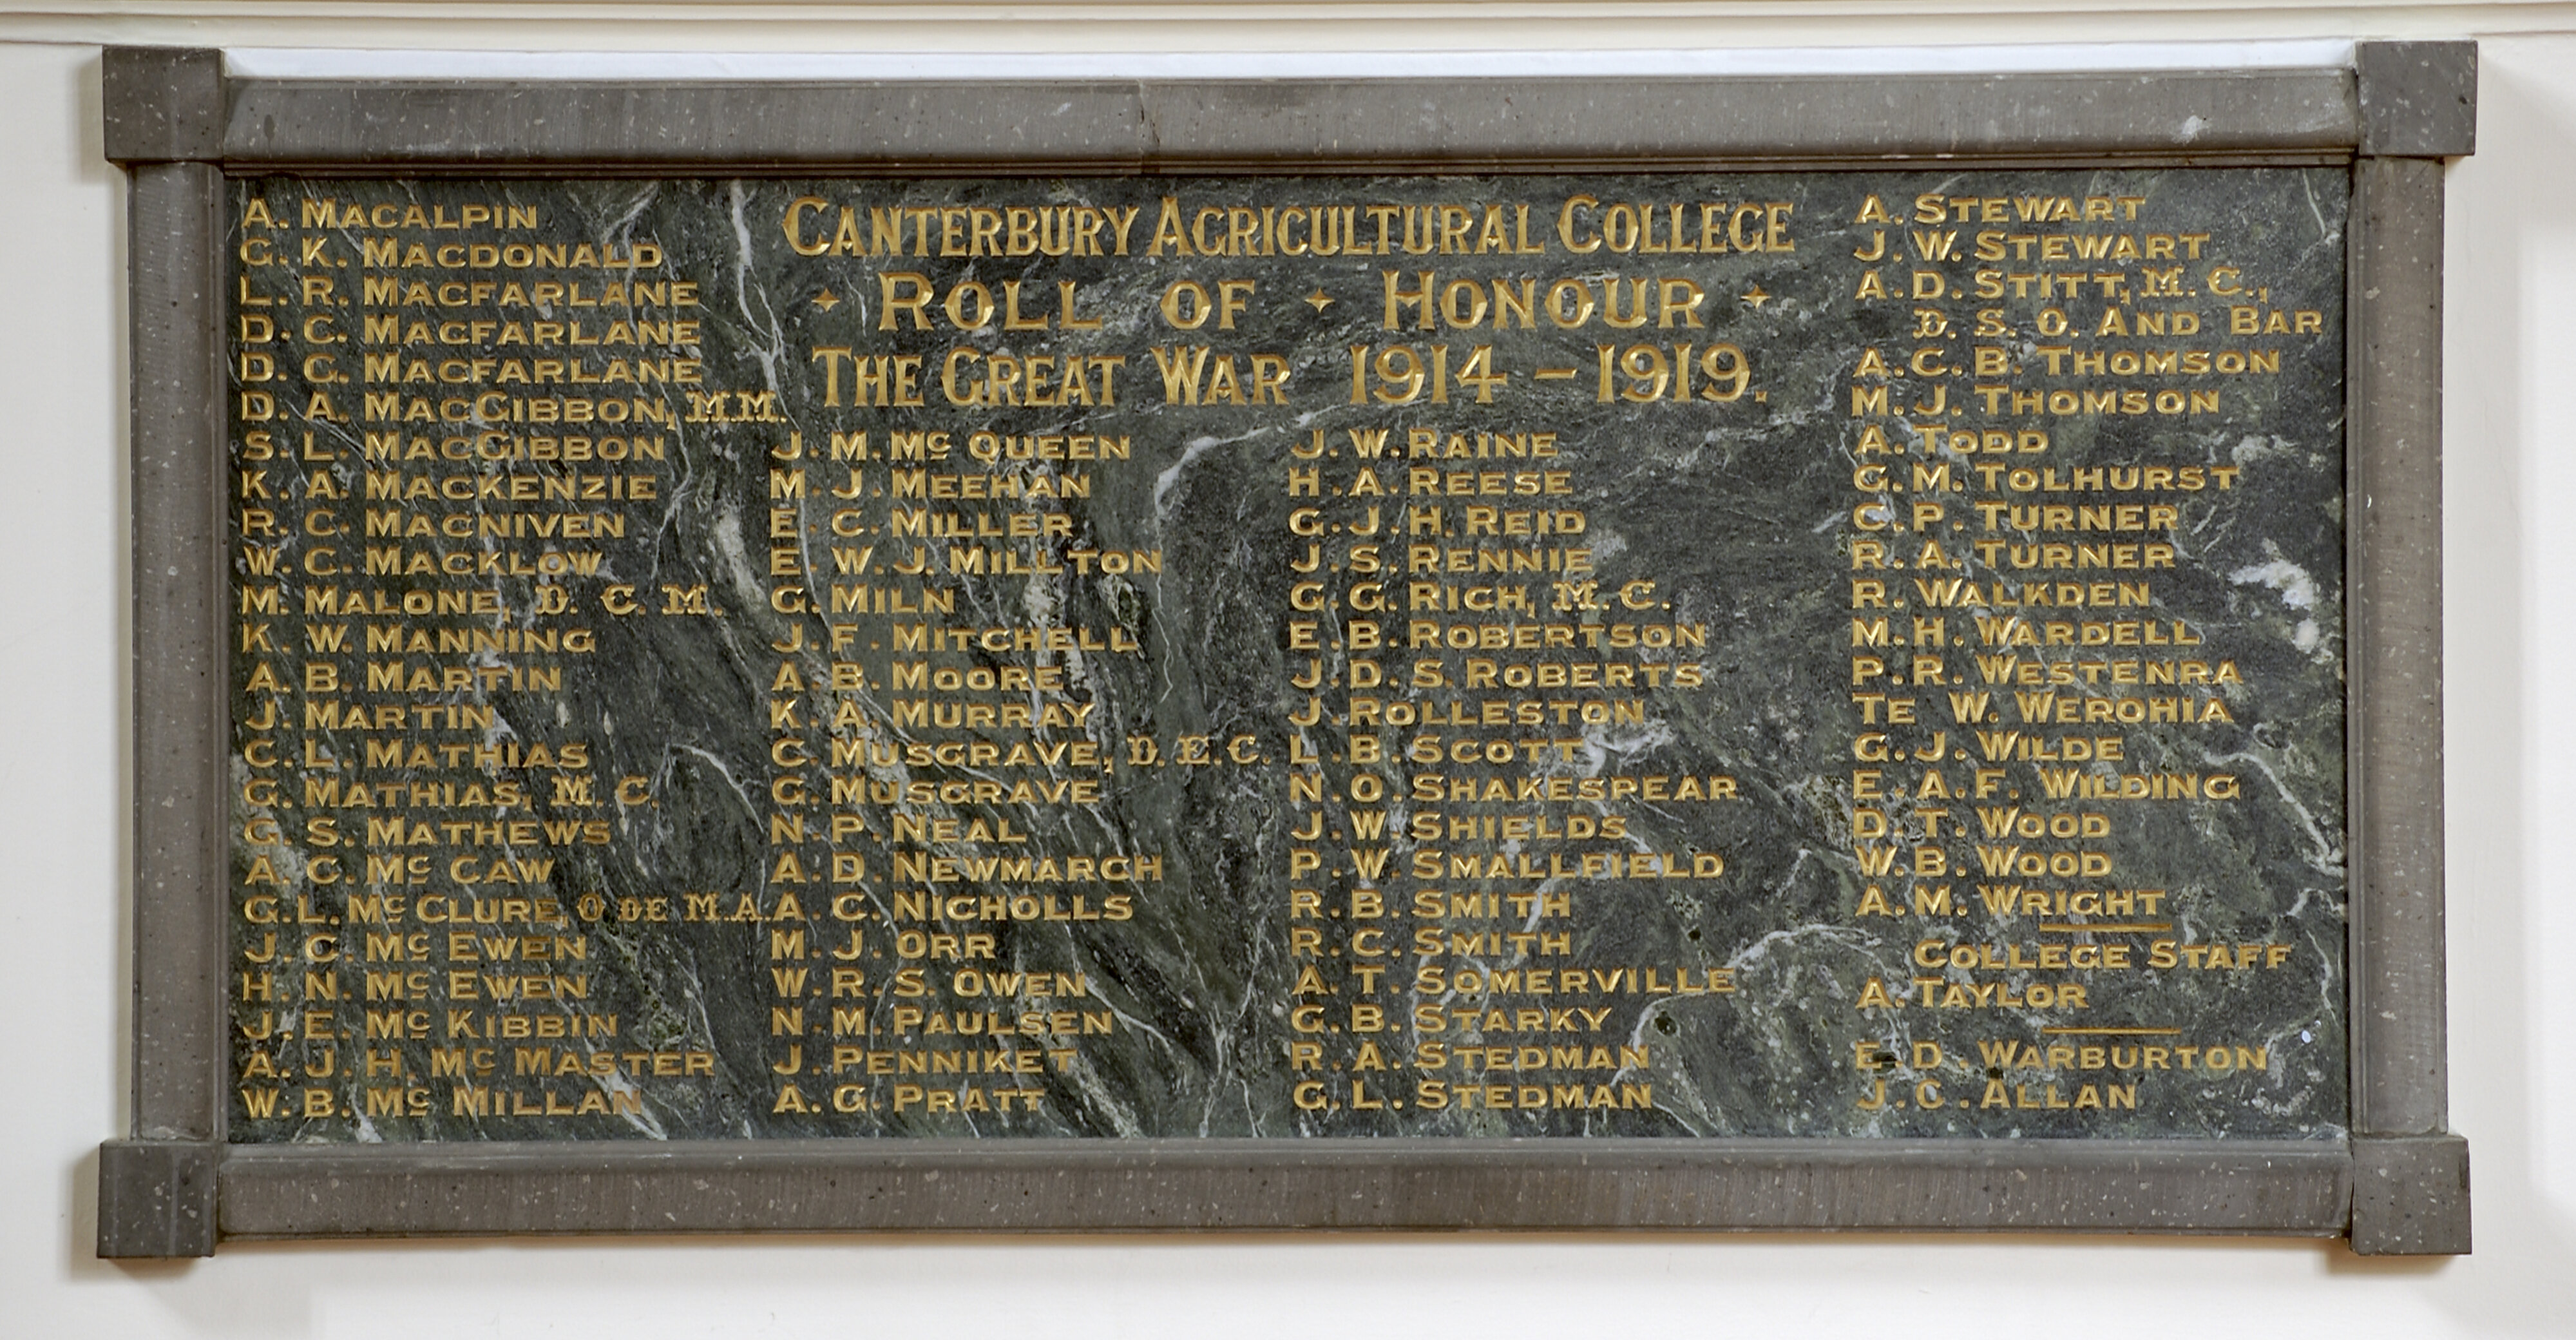 CANTERBURY AGRICULTURAL COLLEGE
ROLL OF HONOUR
THE GREAT WAR 1914 - 1919.
A. MACALPIN
G. K. MACDONALD
L. R. MACFARLANE
D. C. MACFARLANE
D. G. MACFARLANE
D. A. MACGIBBON, M.M.
S. L. MACGIBBON
K. A. MACKENZIE
R. C. MACNIVEN
W. C. MACKLOW
M. MALONE, D. C. M.
K. W. MANNING
A. B. MARTIN
J. MARTIN
C. L. MATHIAS
G. MATHIAS, M. C.
G. S. MATHEWS
A. C. Mc CAW
G. L. Mc CLURE, O DE M.A.
J. C. Mc EWEN
H. N. Mc EWEN
J. E. Mc KIBBIN
A. J. H. Mc MASTER
W. B. Mc MILLAN
J. M. Mc QUEEN
M. J. MEEHAN
E. C. MILLER
E. W. J. MILLTON
G. MILN
J. F. MITCHELL
A. B. MOORE
K. A. MURRAY
C. MUSGRAVE, D. E. C.
G. MUSGRAVE
N. P. NEAL
A. D. NEWMARCH
A. C. NICHOLLS
M. J. ORR
W. R. S. OWEN
N. M. PAULSEN
J. PENNIKET
A. G. PRATT
J. W. RAINE
H. A. REESE
G. J. H. REID
J. S. RENNIE
G. G. RICH, M. C.
E. B. ROBERTSON
J. D. S. ROBERTS
J. ROLLESTON
L. B. SCOTT
N. O. SHAKESPEAR
J. W. SHIELDS
P. W. SMALLFIELD
R. B. SMITH
R. C. SMITH
A. T. SOMERVILLE
G. B. STARKY
R. A. STEDMAN
G. L. STEDMAN
A. STEWART
J. W. STEWART
A. D. STITT, M. C.,
D. S. O. AND BAR
A. C. B. THOMSON
M. J. THOMSON
A. TODD
G. M. TOLHURST
C. P. TURNER
R. A. TURNER
R. WALKDEN
M. H. WARDELL
P. R. WESTENRA
TE W. WEROHIA
G. J. WILDE
E. A. F. WILDING
D. T. WOOD
W. B. WOOD
A. M. WRIGHT
COLLEGE STAFF
A. TAYLOR
E. D. WARBURTON
J. C. ALLAN